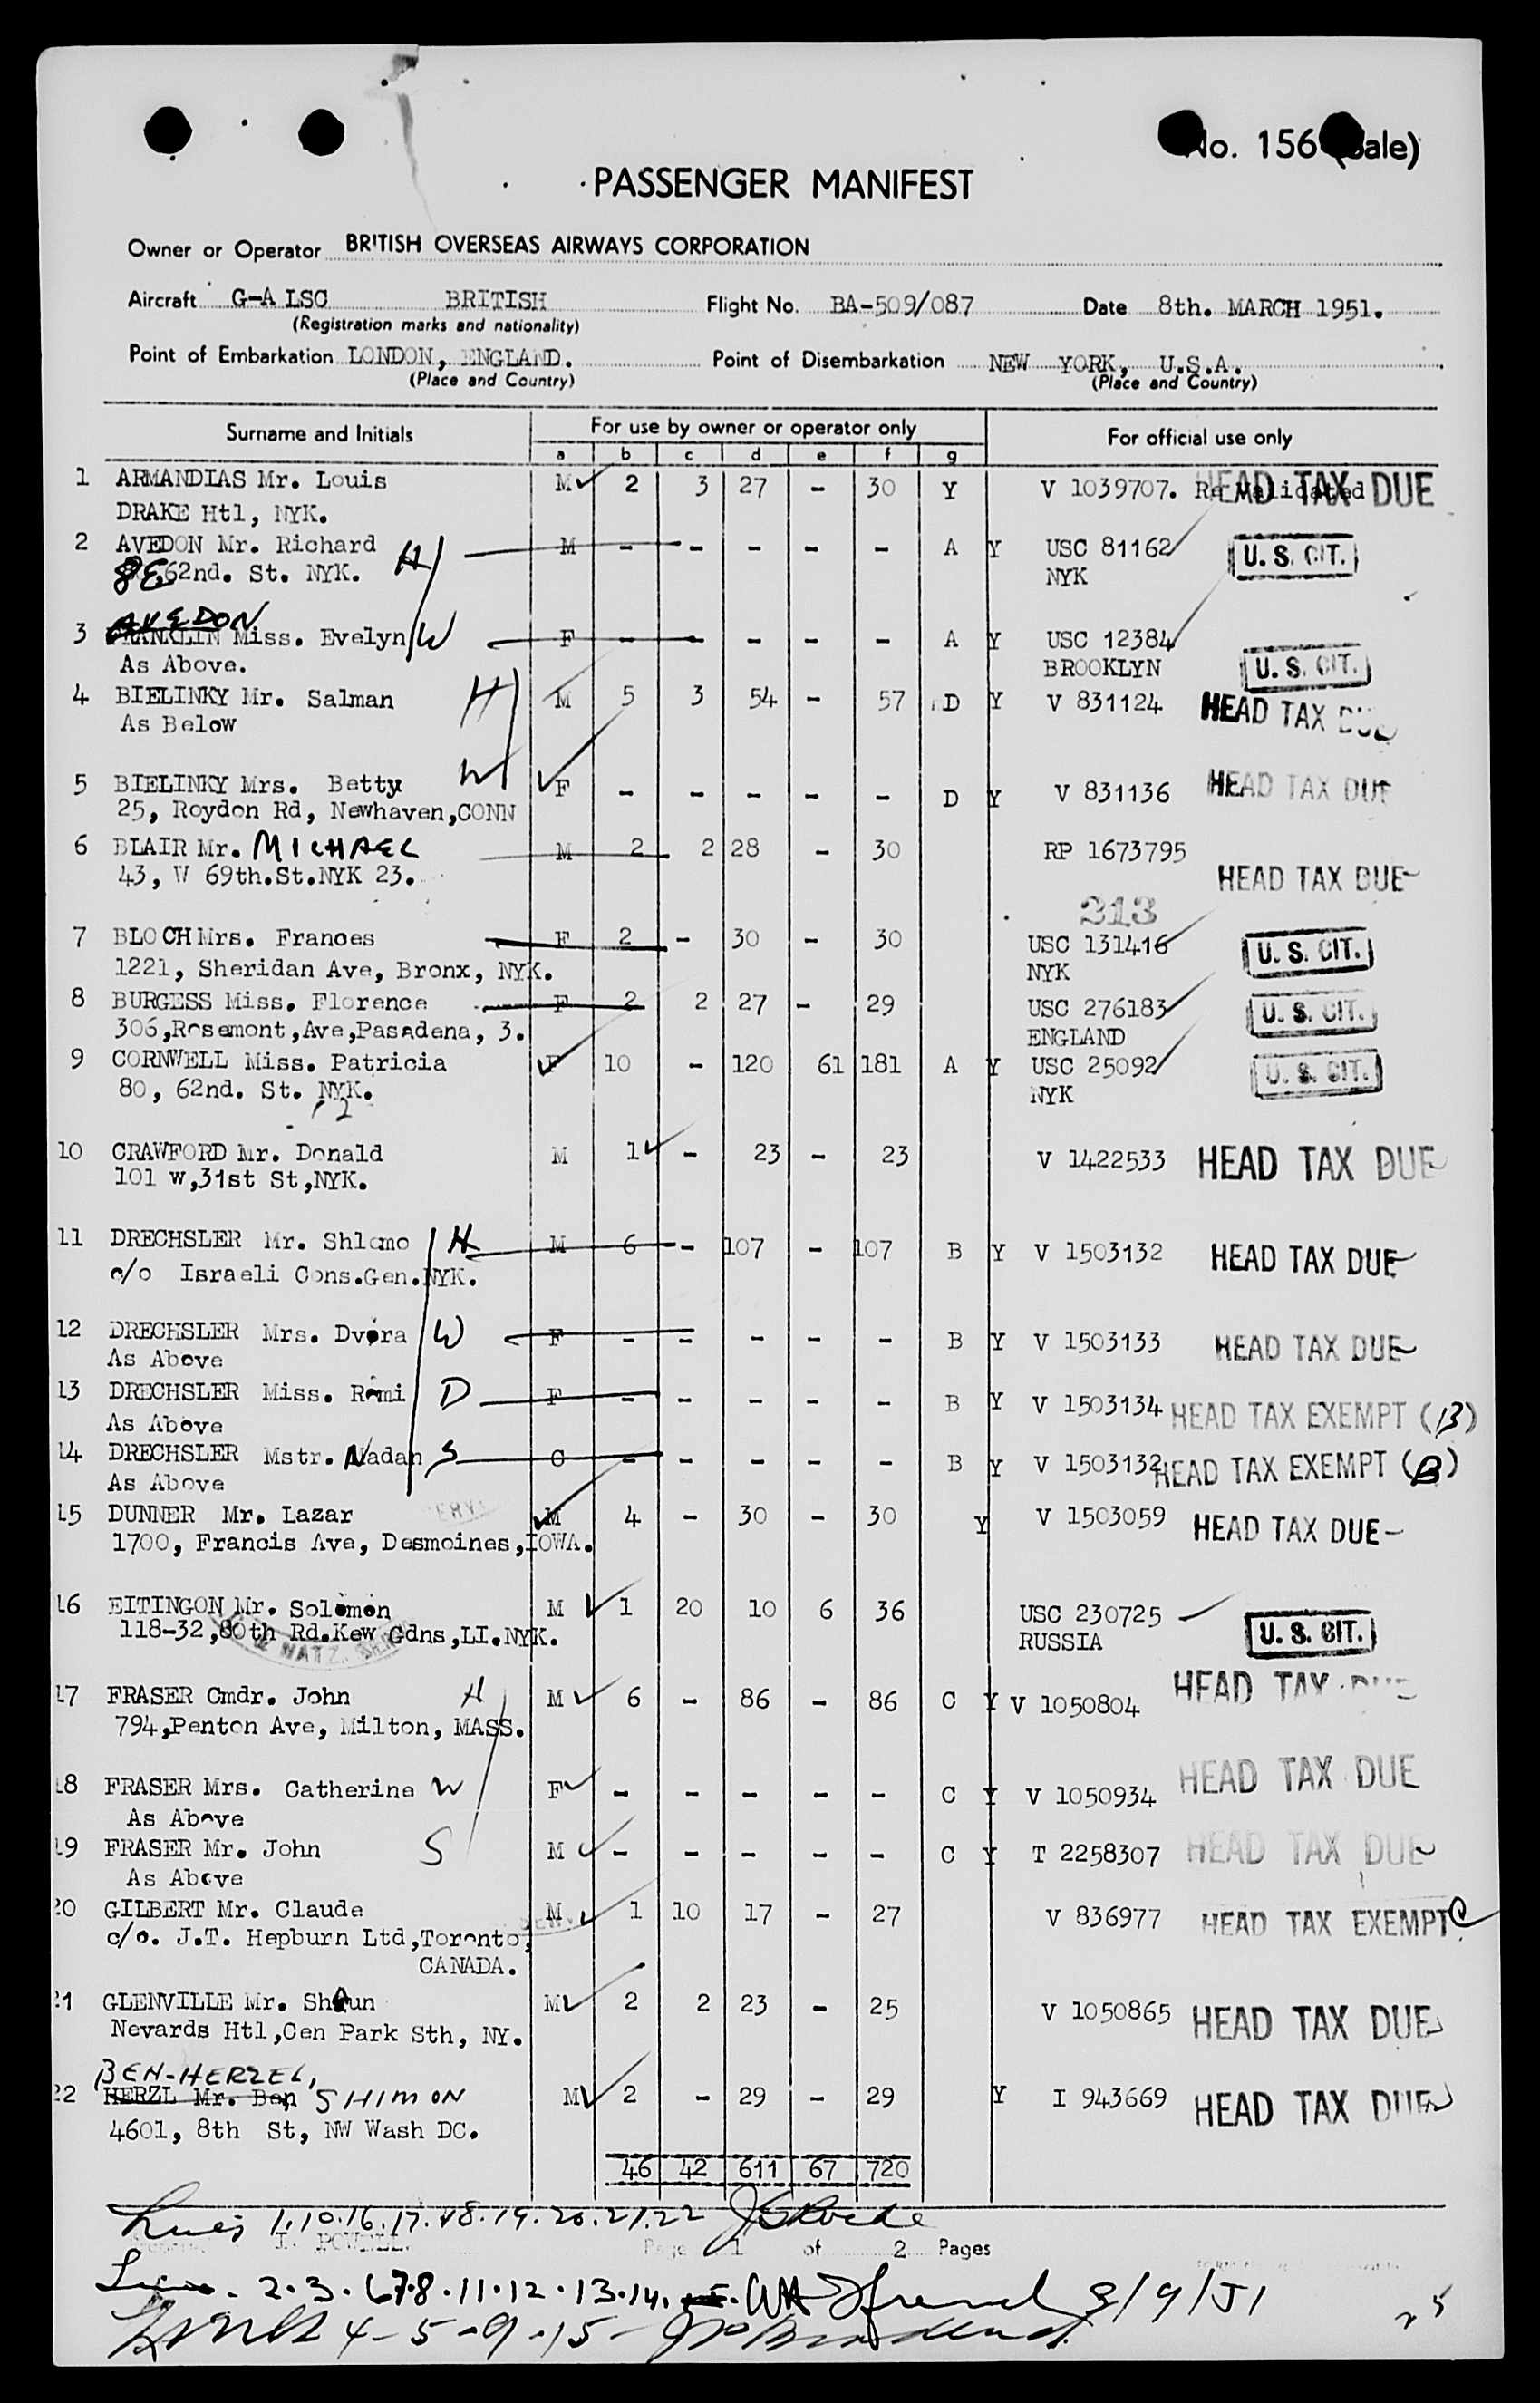 No. 156 (Sale)
PASSENGER MANIFEST
Owner or Operator BRITISH OVERSEAS AIRWAYS CORPORATION
Aircraft G-A LSC BRITISH Flight No. BA-509/087 Date 8th. MARCH 1951.
(Registration marks and nationality)
Point of Embarkation LONDON, ENGLAND. Point of Disembarkation NEW YORK, U.S.A.
(Place and Country) (Place and Country)
Surname and Initials For use by owner or operator only For official use only
a b c d e f g
1 ARMANDIAS Mr. Louis M 2 3 27 - 30 Y V 1039707. Re Validated HEAD TAX DUE
DRAKE Htl, NYK.
2 AVEDON Mr. Richard H M - - - - - A Y USC 81162 U. S. CIT.
8E 62nd. St. NYK. NYK
AVEDON
3 FRANKLIN Miss. Evelyn W F - - - - - A Y USC 12384
As Above. BROOKLYN U. S. CIT.
4 BIELINKY Mr. Salman H M 5 3 54 - 57 D Y V 831124 HEAD TAX DUE
As Below
5 BIELINKY Mrs. Betty W F - - - - - D Y V 831136 HEAD TAX DUE
25, Roydon Rd, Newhaven,CONN
6 BLAIR Mr. MICHAEL M 2 2 28 - 30 RP 1673795
43, W 69th.St.NYK 23. HEAD TAX DUE
213
7 BLOCH Mrs. Frances F 2 - 30 - 30 USC 131416 U. S. CIT.
1221, Sheridan Ave, Bronx, NYK. NYK
8 BURGESS Miss. Florence F 2 2 27 - 29 USC 276183 U. S. CIT.
306,Rosemont,Ave,Pasadena, 3. ENGLAND
9 CORNWELL Miss. Patricia F 10 - 120 61 181 A Y USC 25092 U. S. CIT.
80, 62nd. St. NYK. NYK
10 CRAWFORD Mr. Donald M 1 - 23 - 23 V 1422533 HEAD TAX DUE
101 W,31st St,NYK.
11 DRECHSLER Mr. Shlomo H M 6 - 107 - 107 B Y V 1503132 HEAD TAX DUE
c/o Israeli Cons.Gen.NYK.
12 DRECHSLER Mrs. Dvora W F - - - - - B Y V 1503133 HEAD TAX DUE
As Above
13 DRECHSLER Miss. Rami D F - - - - - B Y V 1503134 HEAD TAX EXEMPT (B)
As Above
14 DRECHSLER Mstr. Nadan S C - - - - - B Y V 1503132 HEAD TAX EXEMPT (B)
As Above
15 DUNNER Mr. Lazar M 4 - 30 - 30 Y V 1503059 HEAD TAX DUE
1700, Francis Ave, Desmoines,IOWA.
16 EITINGON Mr. Solomon M 1 20 10 6 36 USC 230725 U. S. CIT.
118-32,80th Rd.Kew Gdns,LI.NYK. RUSSIA
17 FRASER Cmdr. John H M 6 - 86 - 86 C Y V 1050804 HEAD TAX DUE
794,Penton Ave, Milton, MASS.
18 FRASER Mrs. Catherine W F - - - - - C Y V 1050934 HEAD TAX DUE
As Above
19 FRASER Mr. John S M - - - - - C Y T 2258307 HEAD TAX DUE
As Above
20 GILBERT Mr. Claude M 1 10 17 - 27 V 836977 HEAD TAX EXEMPT C
c/o. J.T. Hepburn Ltd,Toronto,
CANADA.
21 GLENVILLE Mr. ShAun M 2 2 23 - 25 V 1050865 HEAD TAX DUE
Nevards Htl,Cen Park Sth, NY.
BEN-HERZEL,
22 HERZL Mr. Ben SHIMON M 2 - 29 - 29 Y I 943669 HEAD TAX DUE
4601, 8th St, NW Wash DC.
46 42 611 67 720
Lines 1.10.16.17.18.19.20.21.22
I. POWELL. Page 1 of 2 Pages
2.3.6.7.8.11.12.13.14. 3/9/51
4-5-9-15-